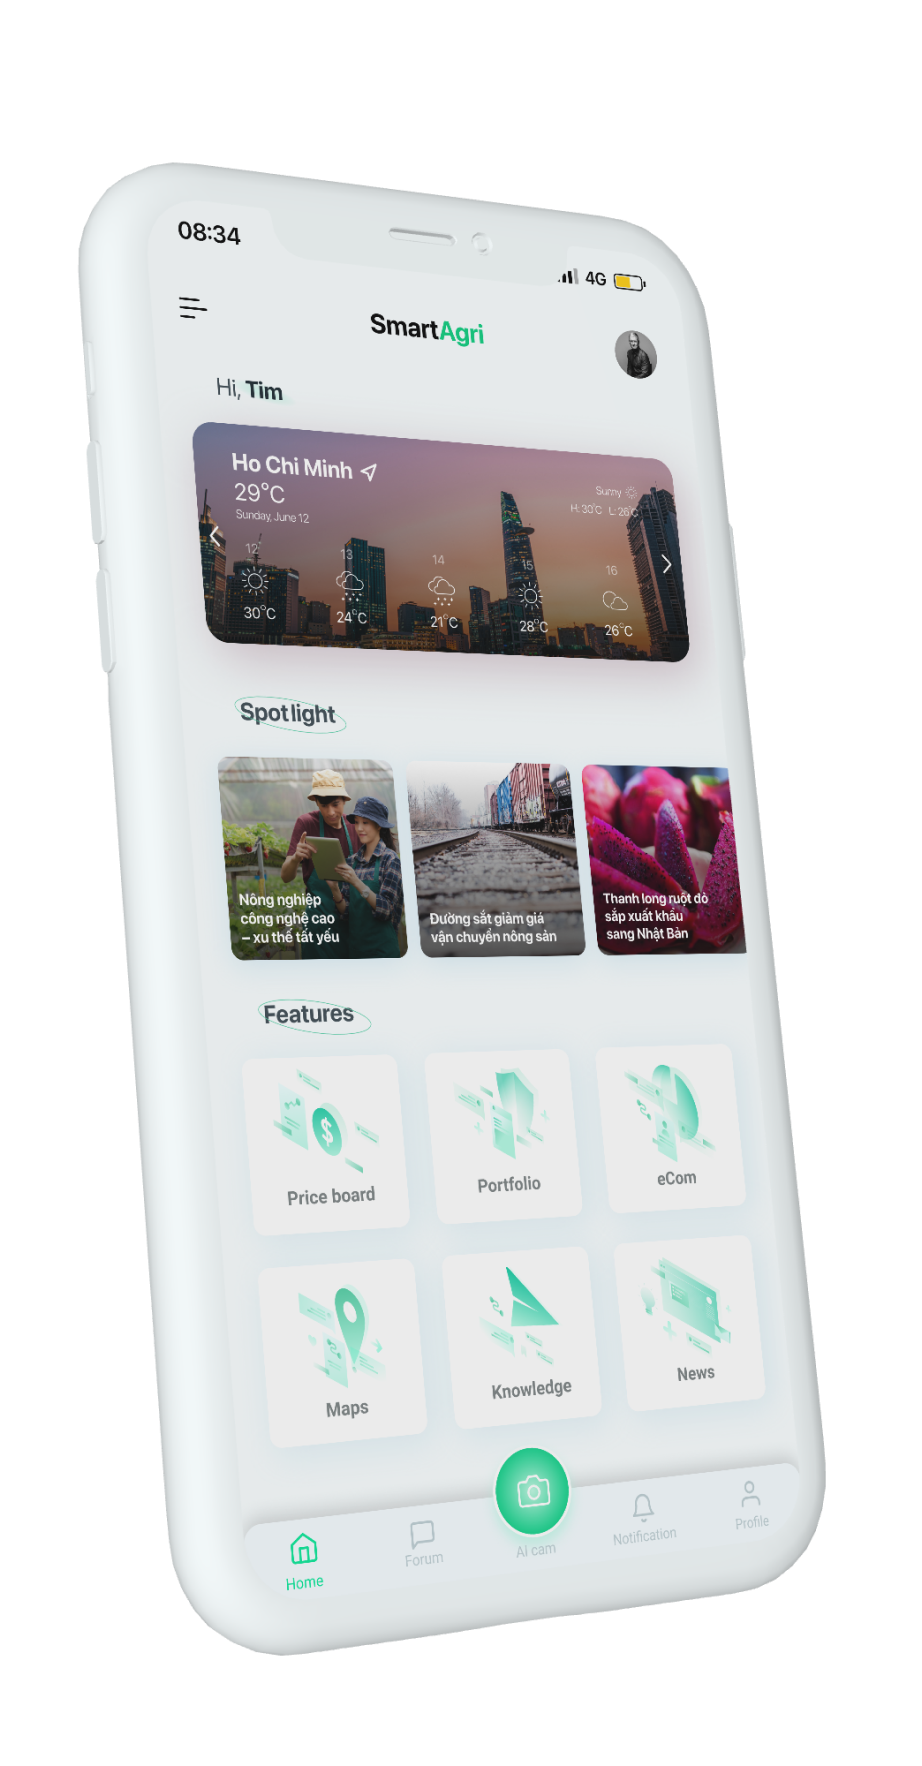 08:34
4G
SmartAgri
Hi, Tim
Ho Chi Minh
29°C
Sunday, June 12
Sunny
H: 30°C L: 26°C
12
13
14
15
16
30°C
24°C
21°C
28°C
26°C
Spotlight
Nông nghiệp
công nghệ cao
– xu thế tất yếu
Đường sắt giảm giá
vận chuyển nông sản
Thanh long ruột đỏ
sắp xuất khẩu
sang Nhật Bản
Features
$
Price board
Portfolio
eCom
Maps
Knowledge
News
Home
Forum
Ai cam
Notification
Profile